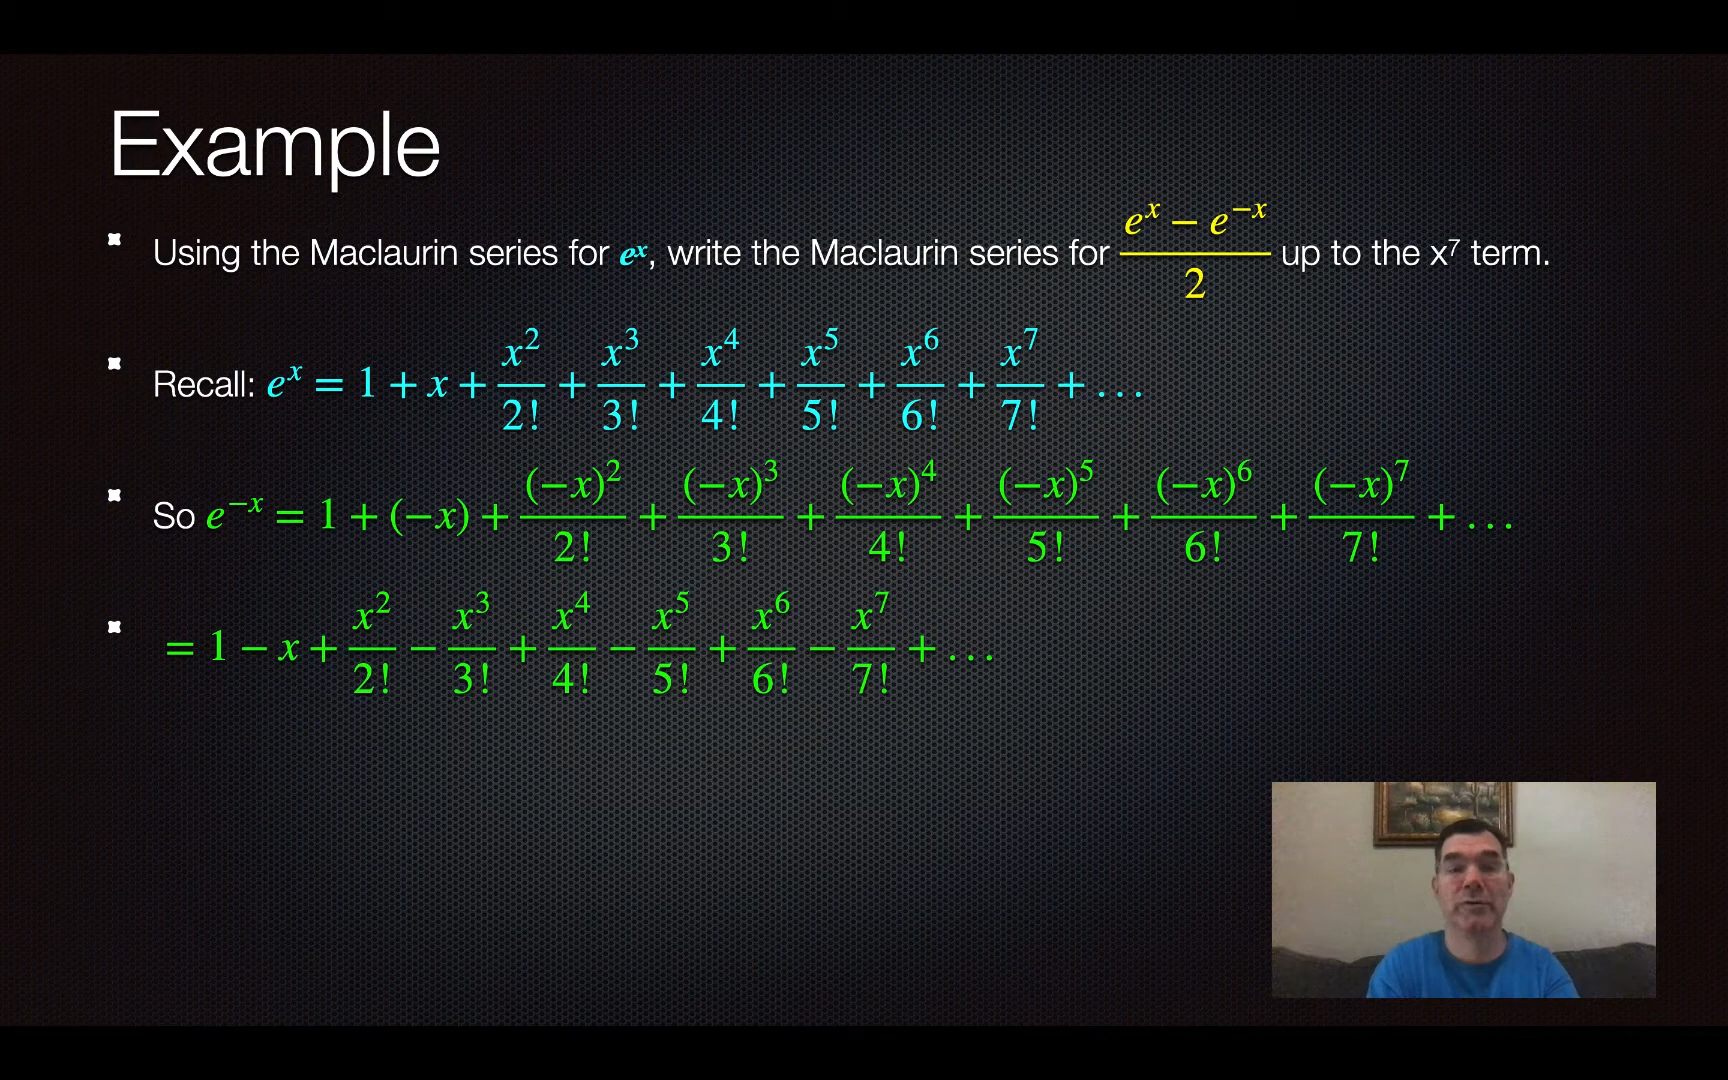 Example
Using the Maclaurin series for eˣ, write the Maclaurin series for (eˣ − e⁻ˣ)/2 up to the x⁷ term.
Recall: eˣ = 1 + x + x²/2! + x³/3! + x⁴/4! + x⁵/5! + x⁶/6! + x⁷/7! + …
So e⁻ˣ = 1 + (−x) + (−x)²/2! + (−x)³/3! + (−x)⁴/4! + (−x)⁵/5! + (−x)⁶/6! + (−x)⁷/7! + …
= 1 − x + x²/2! − x³/3! + x⁴/4! − x⁵/5! + x⁶/6! − x⁷/7! + …